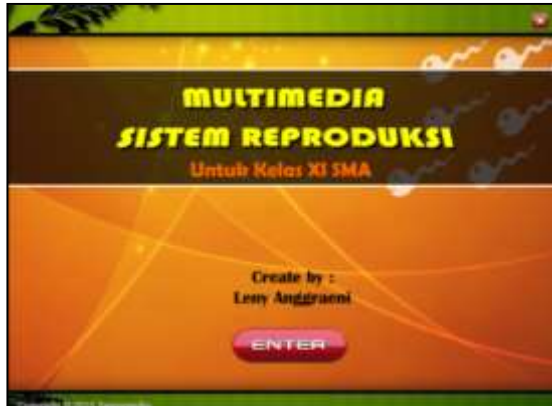 MULTIMEDIA
SISTEM REPRODUKSI
Untuk Kelas XI SMA
Create by :
Leny Anggraeni
ENTER